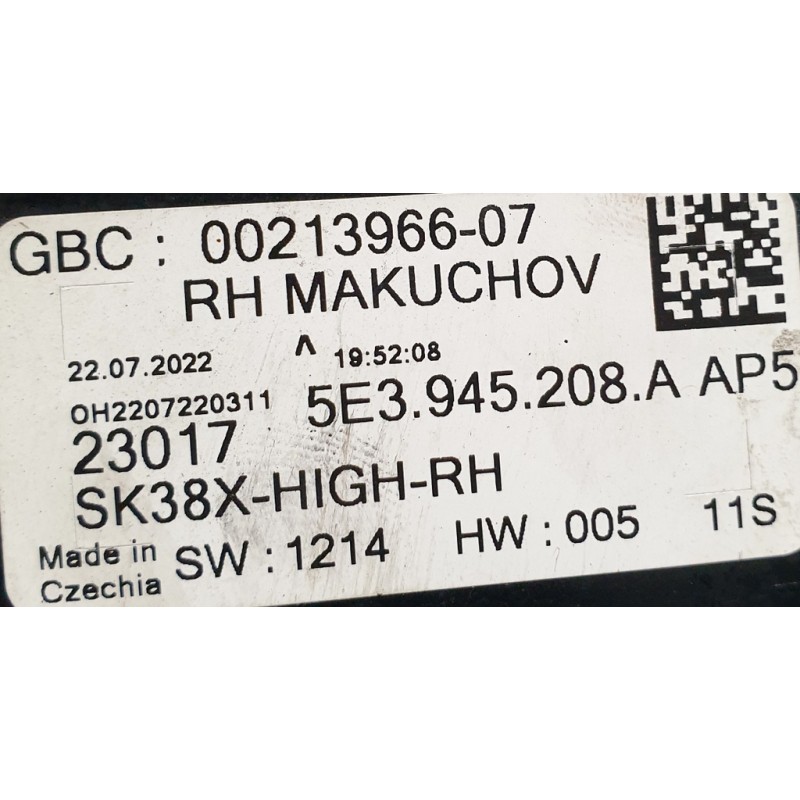 GBC : 00213966-07
RH MAKUCHOV
22.07.2022 ^ 19:52:08
OH2207220311 5E3.945.208.A AP5
23017
SK38X-HIGH-RH
Made in Czechia SW : 1214 HW : 005 11S